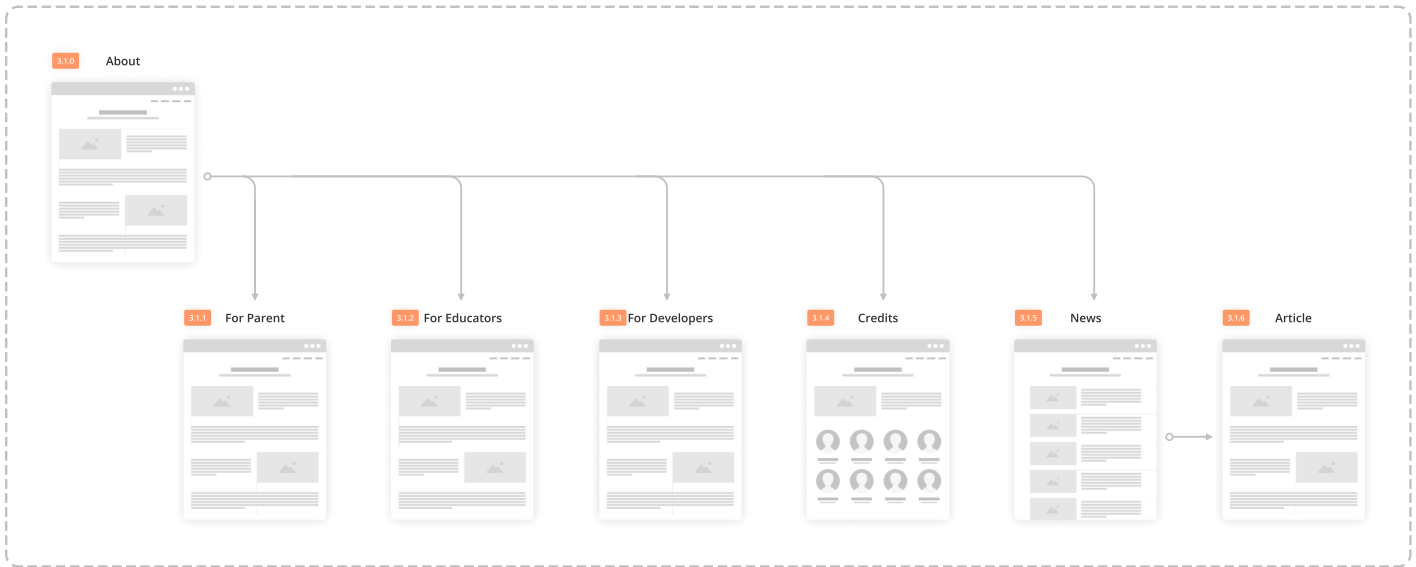 3.1.0 About
3.1.1 For Parent
3.1.2 For Educators
3.1.3 For Developers
3.1.4 Credits
3.1.5 News
3.1.6 Article